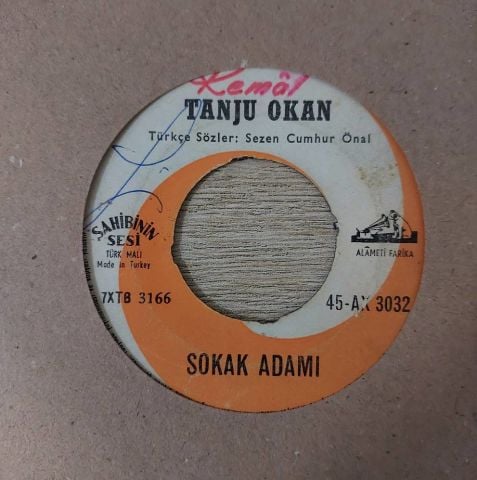 Kemâl
TANJU OKAN
Türkçe Sözler: Sezen Cumhur Önal
SAHİBİNİN
SESİ
TÜRK MALI
Made in Turkey
ALÂMETİ FARİKA
7XTB 3166
45-AX 3032
SOKAK ADAMI